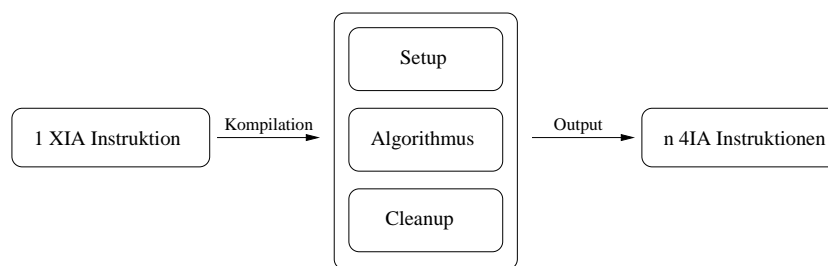 1 XIA Instruktion
Kompilation
Setup
Algorithmus
Cleanup
Output
n 4IA Instruktionen